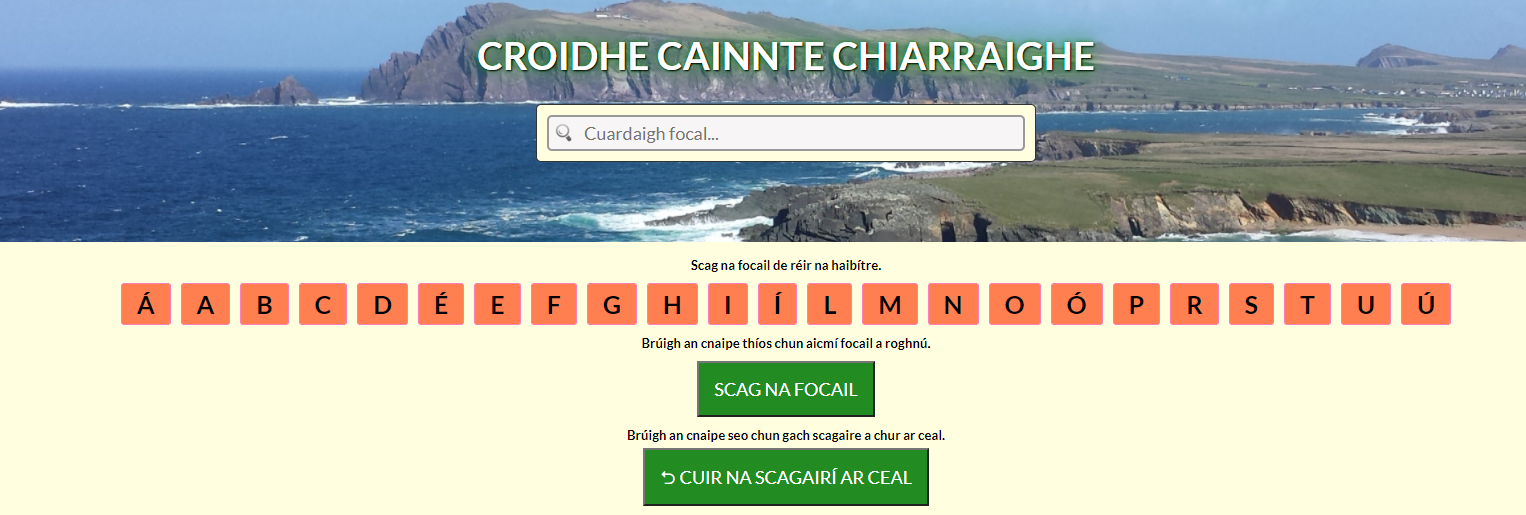 CROIDHE CAINNTE CHIARRAIGHE
Cuardaigh focal...
Scag na focail de réir na haibítre.
Á A B C D É E F G H I Í L M N O Ó P R S T U Ú
Brúigh an cnaipe thíos chun aicmí focail a roghnú.
SCAG NA FOCAIL
Brúigh an cnaipe seo chun gach scagaire a chur ar ceal.
⮌ CUIR NA SCAGAIRÍ AR CEAL